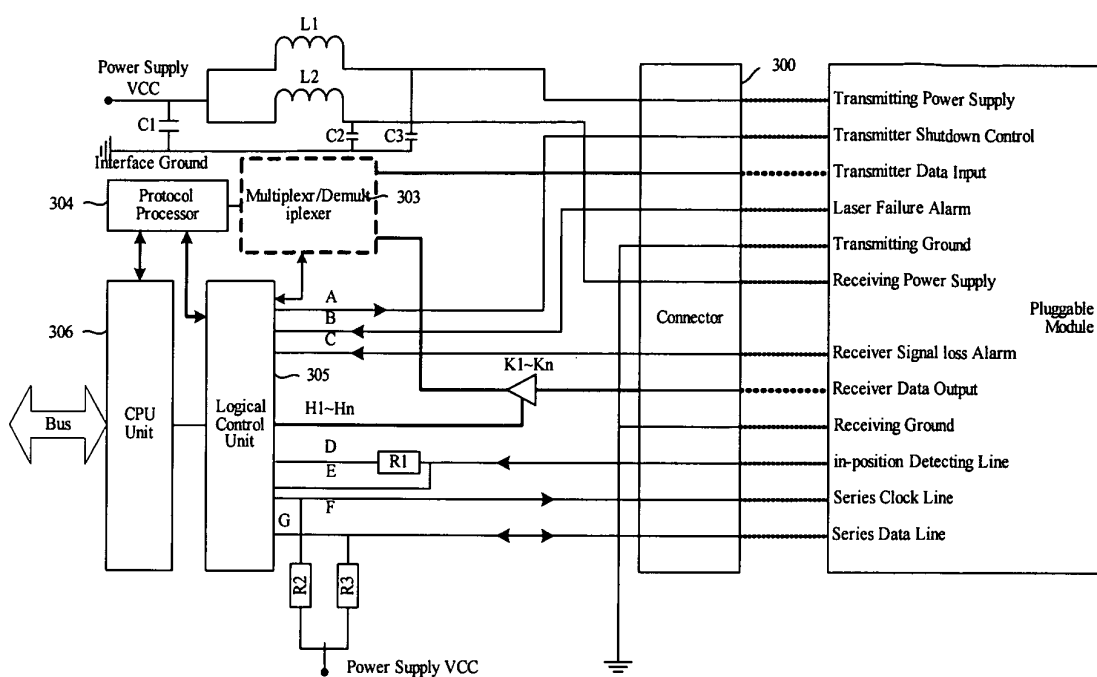 L1
Power Supply
VCC
L2
300
C1
C2
C3
Interface Ground
Transmitting Power Supply
Transmitter Shutdown Control
Transmitter Data Input
Laser Failure Alarm
Transmitting Ground
Receiving Power Supply
Receiver Signal loss Alarm
Receiver Data Output
Receiving Ground
in-position Detecting Line
Series Clock Line
Series Data Line
Pluggable
Module
Connector
304
Protocol
Processor
Multiplexr/Demult
iplexer
303
306
CPU
Unit
Bus
Logical
Control
Unit
305
A
B
C
K1~Kn
H1~Hn
D
R1
E
F
G
R2
R3
Power Supply VCC